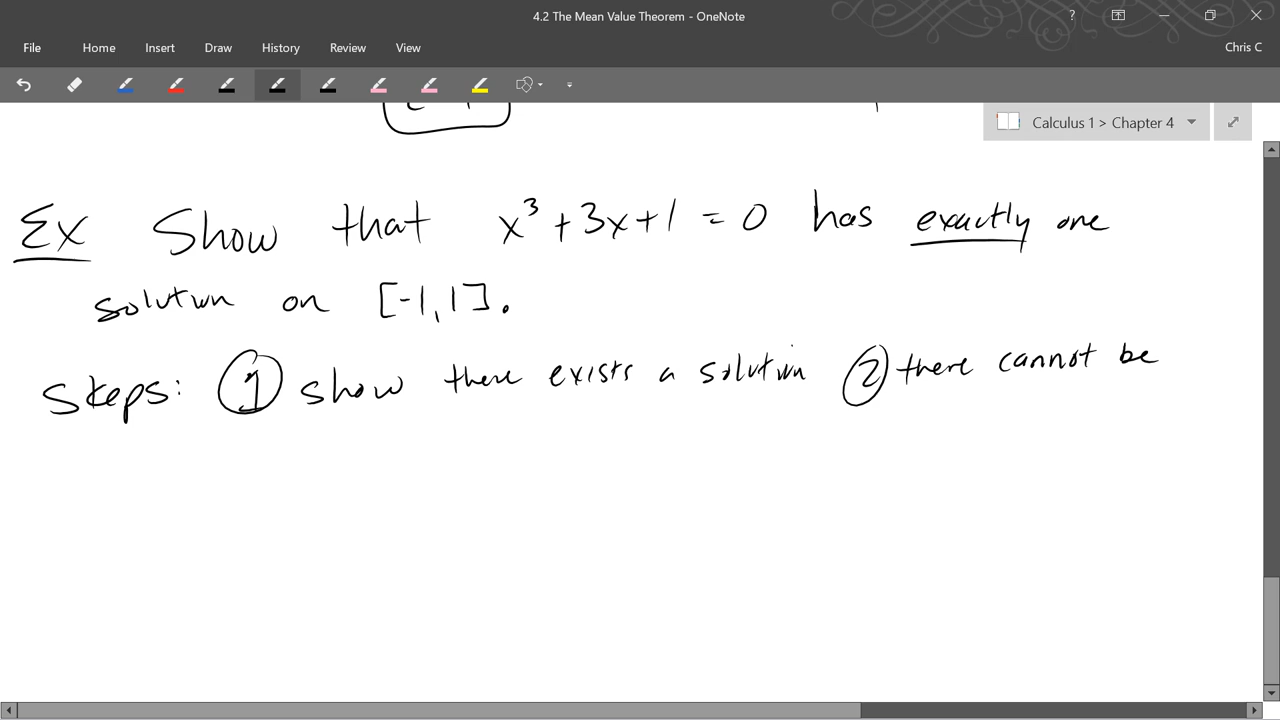 4.2 The Mean Value Theorem - OneNote
?
File Home Insert Draw History Review View
Chris C
Calculus 1 > Chapter 4
Ex Show that x³+3x+1=0 has exactly one
solution on [-1,1].
Steps: ① show there exists a solution ② there cannot be